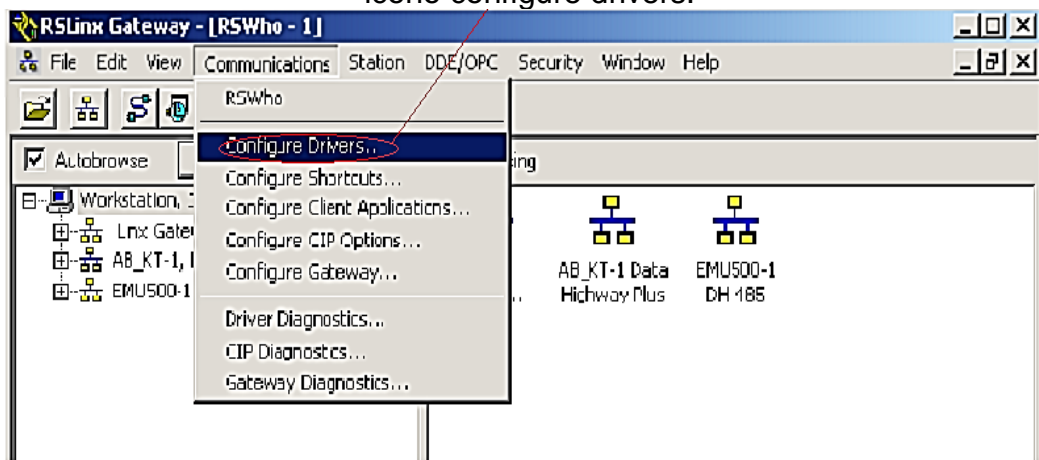 icono configure drivers.
RSLinx Gateway - [RSWho - 1]
File Edit View Communications Station DDE/OPC Security Window Help
RSWho
Configure Drivers...
Configure Shortcuts...
Configure Client Applications...
Configure CIP Options...
Configure Gateway...
Driver Diagnostics...
CIP Diagnostics...
Gateway Diagnostics...
Autobrowse
Workstation,
Linx Gate
AB_KT-1,
EMU500-1
AB_KT-1 Data
Highway Plus
EMU500-1
DH-485